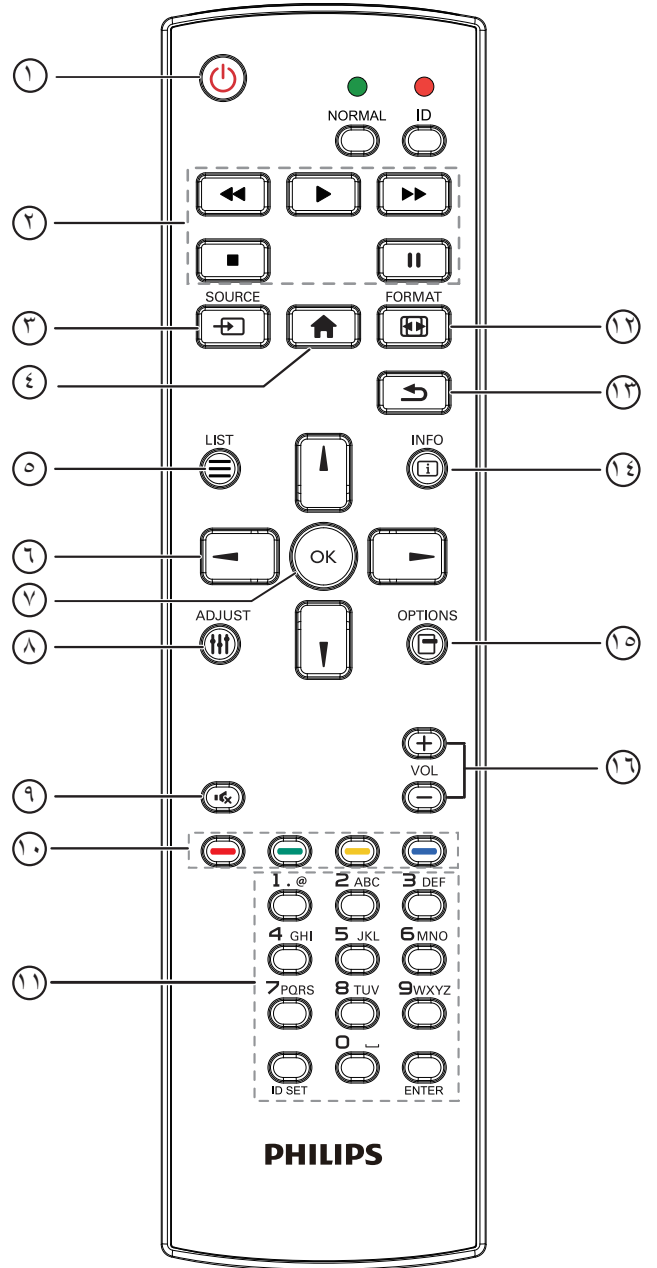 ١
NORMAL ID
٢
SOURCE FORMAT
٣ ١٢
٤ ١٣
LIST INFO
٥ i ١٤
٦ OK
٧
ADJUST OPTIONS
٨ ١٥
VOL ١٦
٩
١٠
1.@ 2 ABC 3 DEF
4 GHI 5 JKL 6 MNO
١١ 7 PQRS 8 TUV 9 WXYZ
0 ⎵
ID SET ENTER
PHILIPS